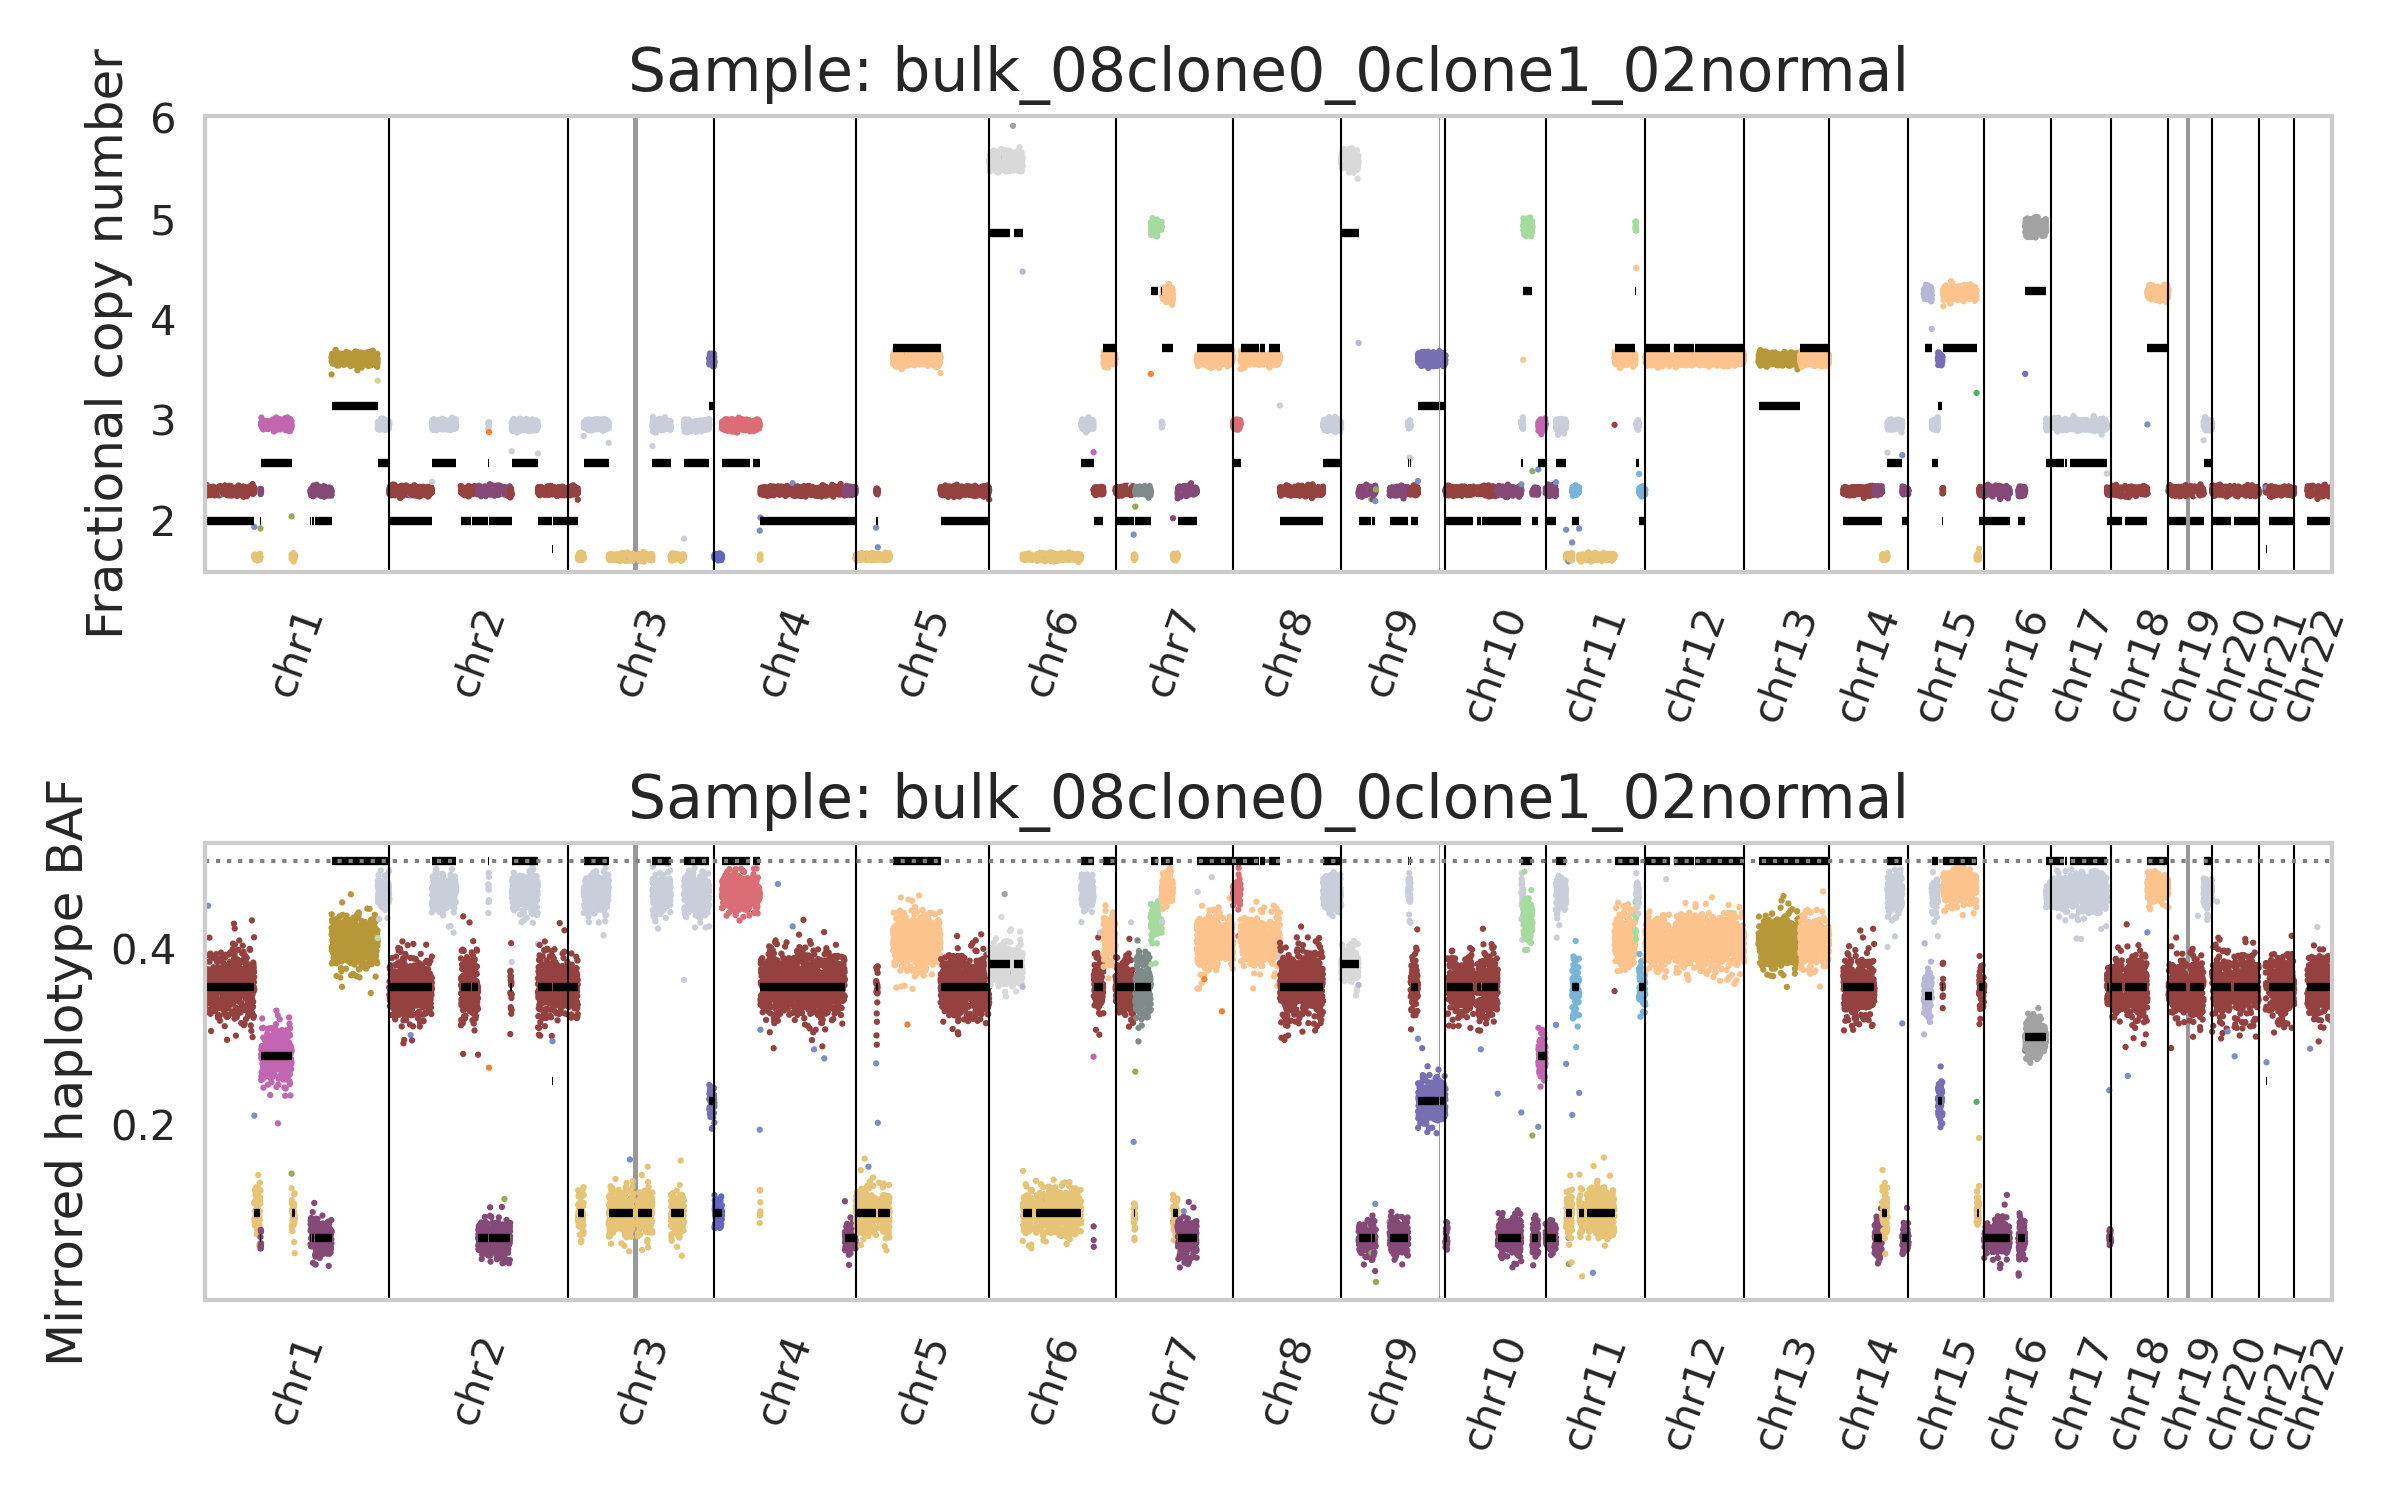 Sample: bulk_08clone0_0clone1_02normal
Fractional copy number
6
5
4
3
2
chr1
chr2
chr3
chr4
chr5
chr6
chr7
chr8
chr9
chr10
chr11
chr12
chr13
chr14
chr15
chr16
chr17
chr18
chr19
chr20
chr21
chr22
Sample: bulk_08clone0_0clone1_02normal
Mirrored haplotype BAF
0.4
0.2
chr1
chr2
chr3
chr4
chr5
chr6
chr7
chr8
chr9
chr10
chr11
chr12
chr13
chr14
chr15
chr16
chr17
chr18
chr19
chr20
chr21
chr22